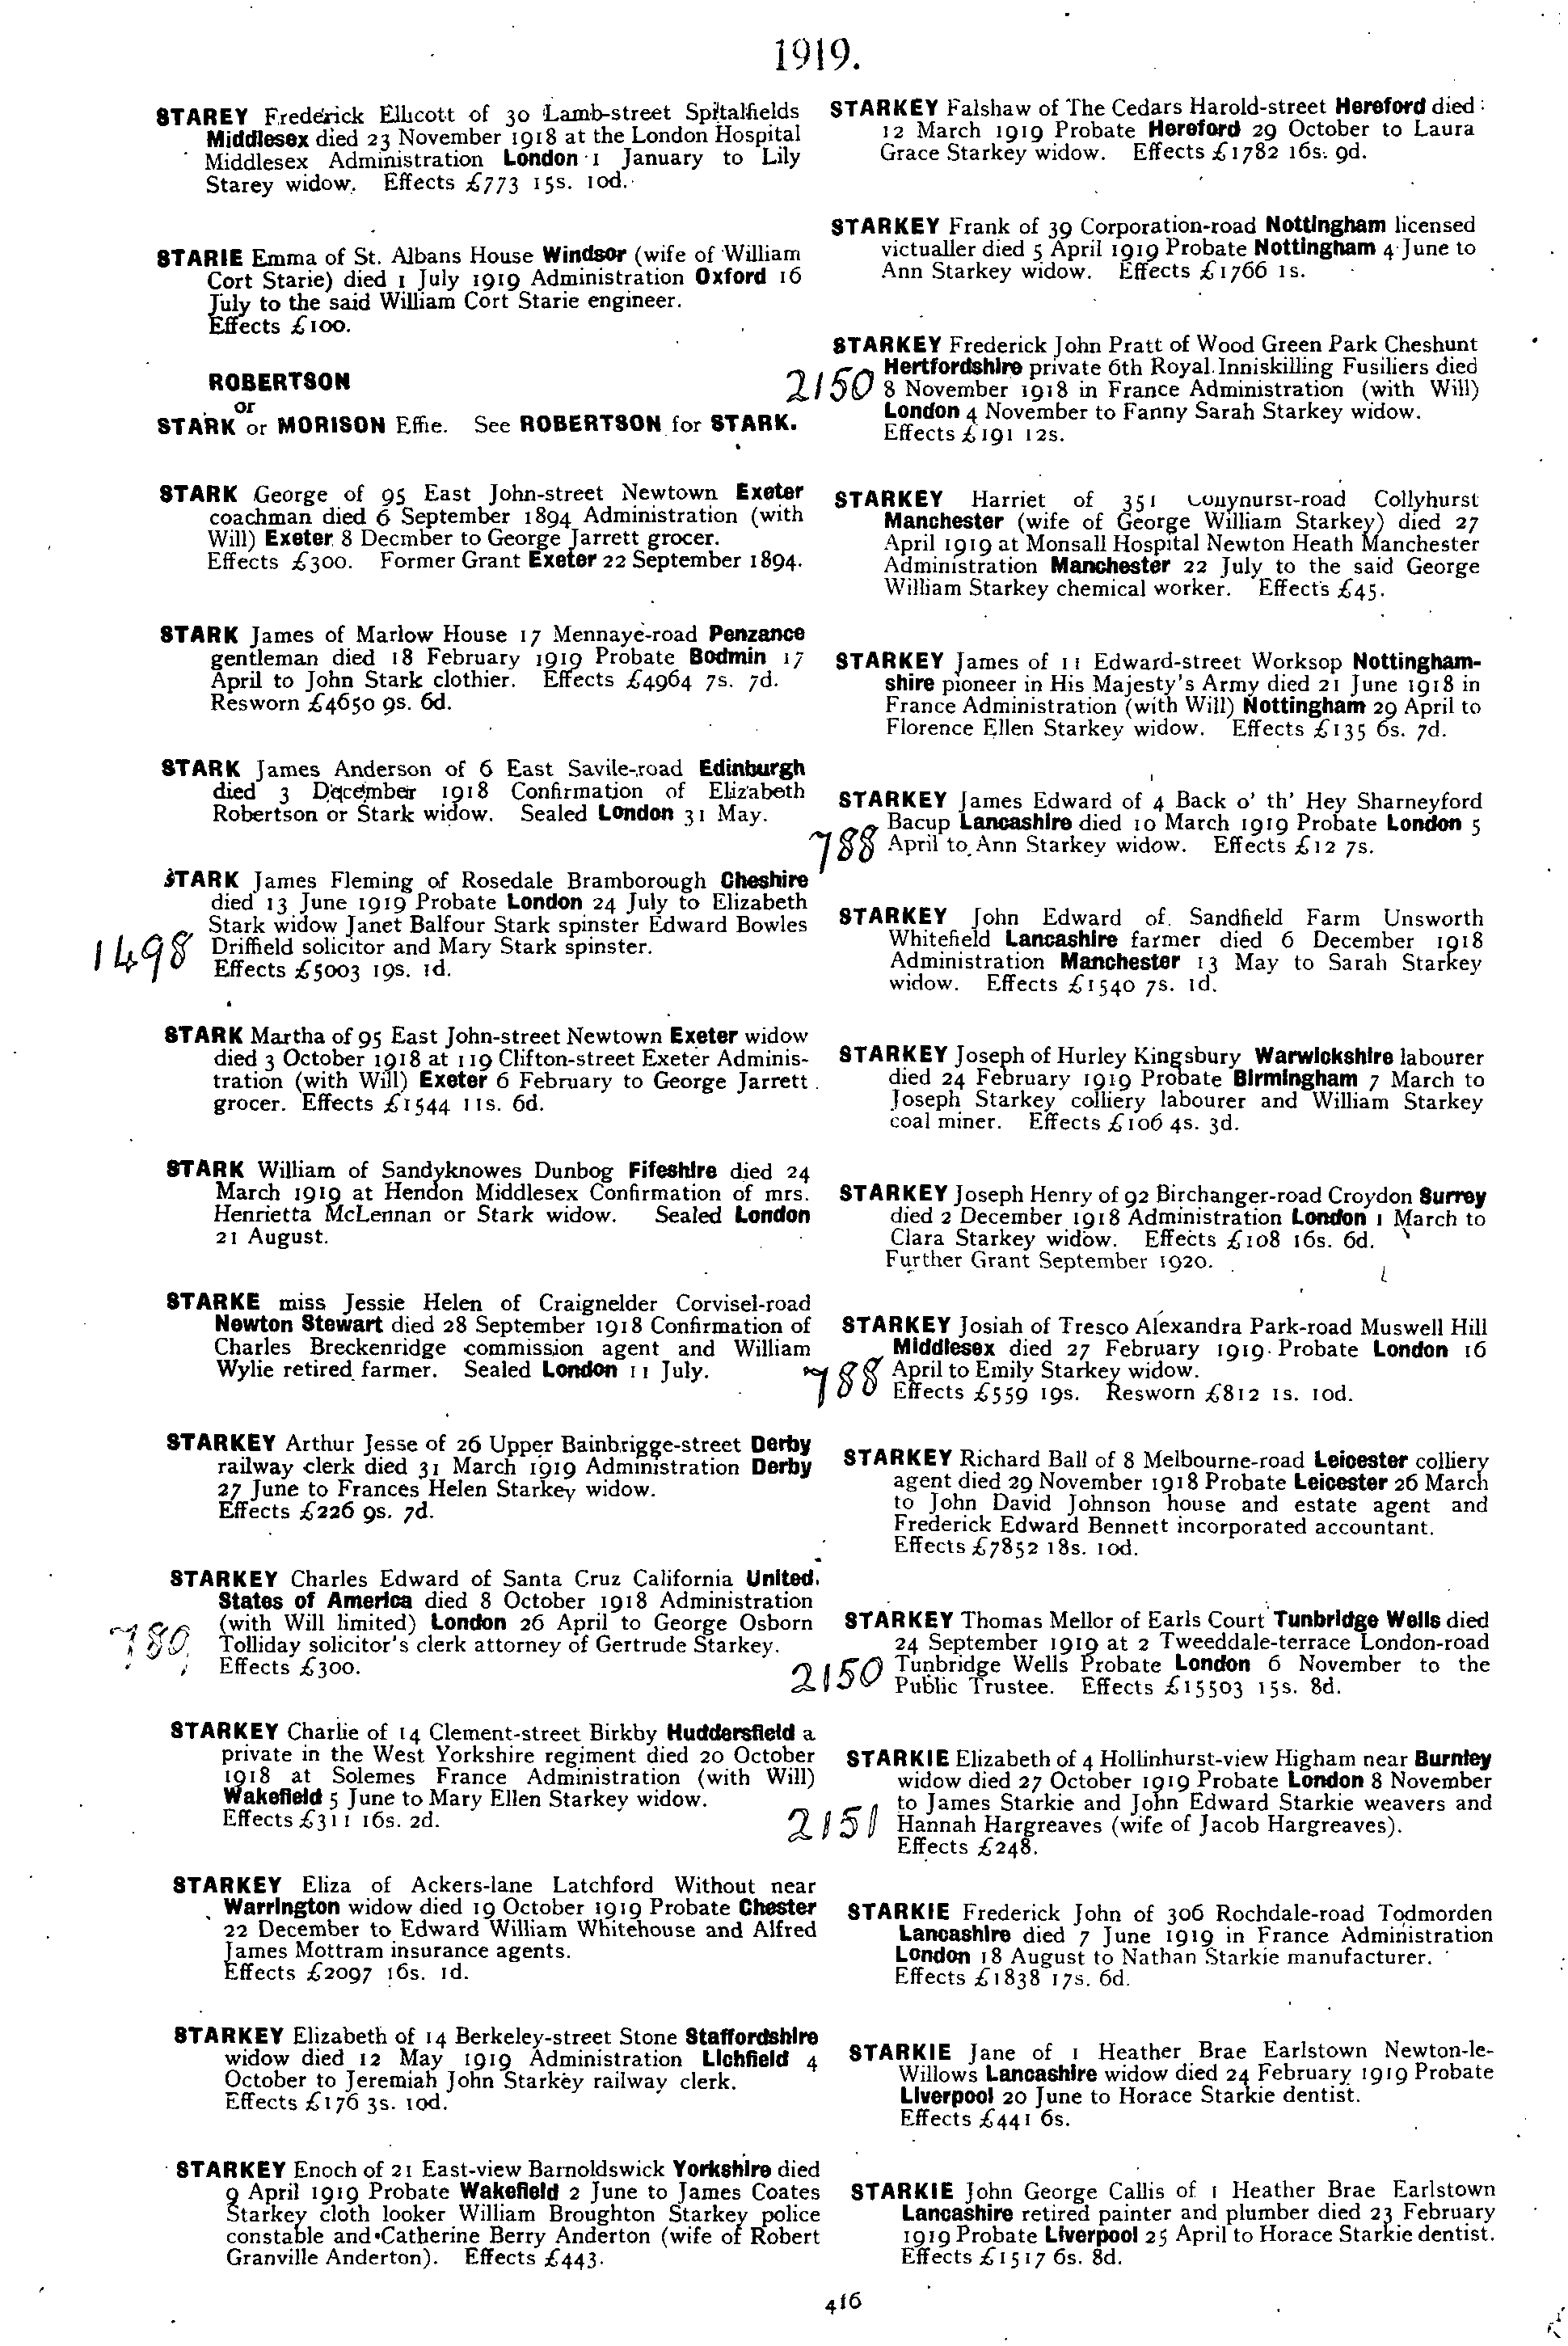 1919.
STAREY Frederick Ellicott of 30 Lamb-street Spitalfields
Middlesex died 23 November 1918 at the London Hospital
Middlesex Administration London 1 January to Lily
Starey widow. Effects £773 15s. 10d.
STARIE Emma of St. Albans House Windsor (wife of William
Cort Starie) died 1 July 1919 Administration Oxford 16
July to the said William Cort Starie engineer.
Effects £100.
ROBERTSON
or
STARK or MORISON Effie. See ROBERTSON for STARK.
STARK George of 95 East John-street Newtown Exeter
coachman died 6 September 1894 Administration (with
Will) Exeter 8 Decmber to George Jarrett grocer.
Effects £300. Former Grant Exeter 22 September 1894.
STARK James of Marlow House 17 Mennaye-road Penzance
gentleman died 18 February 1919 Probate Bodmin 17
April to John Stark clothier. Effects £4964 7s. 7d.
Resworn £4650 9s. 6d.
STARK James Anderson of 6 East Savile-road Edinburgh
died 3 December 1918 Confirmation of Elizabeth
Robertson or Stark widow. Sealed London 31 May.
STARK James Fleming of Rosedale Bramborough Cheshire
died 13 June 1919 Probate London 24 July to Elizabeth
Stark widow Janet Balfour Stark spinster Edward Bowles
1498 Driffield solicitor and Mary Stark spinster.
Effects £5003 19s. 1d.
STARK Martha of 95 East John-street Newtown Exeter widow
died 3 October 1918 at 119 Clifton-street Exeter Adminis-
tration (with Will) Exeter 6 February to George Jarrett
grocer. Effects £1544 11s. 6d.
STARK William of Sandyknowes Dunbog Fifeshire died 24
March 1919 at Hendon Middlesex Confirmation of mrs.
Henrietta McLennan or Stark widow. Sealed London
21 August.
STARKE miss Jessie Helen of Craignelder Corvisel-road
Newton Stewart died 28 September 1918 Confirmation of
Charles Breckenridge commission agent and William
Wylie retired farmer. Sealed London 11 July.
STARKEY Arthur Jesse of 26 Upper Bainbrigge-street Derby
railway clerk died 31 March 1919 Administration Derby
27 June to Frances Helen Starkey widow.
Effects £226 9s. 7d.
STARKEY Charles Edward of Santa Cruz California United
States of America died 8 October 1918 Administration
(with Will limited) London 26 April to George Osborn
780 Tolliday solicitor's clerk attorney of Gertrude Starkey.
Effects £300.
STARKEY Charlie of 14 Clement-street Birkby Huddersfield a
private in the West Yorkshire regiment died 20 October
1918 at Solemes France Administration (with Will)
Wakefield 5 June to Mary Ellen Starkey widow.
Effects £311 16s. 2d.
STARKEY Eliza of Ackers-lane Latchford Without near
Warrington widow died 19 October 1919 Probate Chester
22 December to Edward William Whitehouse and Alfred
James Mottram insurance agents.
Effects £2097 16s. 1d.
STARKEY Elizabeth of 14 Berkeley-street Stone Staffordshire
widow died 12 May 1919 Administration Lichfield 4
October to Jeremiah John Starkey railway clerk.
Effects £176 3s. 10d.
STARKEY Enoch of 21 East-view Barnoldswick Yorkshire died
9 April 1919 Probate Wakefield 2 June to James Coates
Starkey cloth looker William Broughton Starkey police
constable and Catherine Berry Anderton (wife of Robert
Granville Anderton). Effects £443.
STARKEY Falshaw of The Cedars Harold-street Hereford died
12 March 1919 Probate Hereford 29 October to Laura
Grace Starkey widow. Effects £1782 16s. 9d.
STARKEY Frank of 39 Corporation-road Nottingham licensed
victualler died 5 April 1919 Probate Nottingham 4 June to
Ann Starkey widow. Effects £1766 1s.
STARKEY Frederick John Pratt of Wood Green Park Cheshunt
Hertfordshire private 6th Royal Inniskilling Fusiliers died
2150 8 November 1918 in France Administration (with Will)
London 4 November to Fanny Sarah Starkey widow.
Effects £191 12s.
STARKEY Harriet of 351 Collyhurst-road Collyhurst
Manchester (wife of George William Starkey) died 27
April 1919 at Monsall Hospital Newton Heath Manchester
Administration Manchester 22 July to the said George
William Starkey chemical worker. Effects £45.
STARKEY James of 11 Edward-street Worksop Nottingham-
shire pioneer in His Majesty's Army died 21 June 1918 in
France Administration (with Will) Nottingham 29 April to
Florence Ellen Starkey widow. Effects £135 6s. 7d.
STARKEY James Edward of 4 Back o' th' Hey Sharneyford
Bacup Lancashire died 10 March 1919 Probate London 5
788 April to Ann Starkey widow. Effects £12 7s.
STARKEY John Edward of Sandfield Farm Unsworth
Whitefield Lancashire farmer died 6 December 1918
Administration Manchester 13 May to Sarah Starkey
widow. Effects £1540 7s. 1d.
STARKEY Joseph of Hurley Kingsbury Warwickshire labourer
died 24 February 1919 Probate Birmingham 7 March to
Joseph Starkey colliery labourer and William Starkey
coal miner. Effects £106 4s. 3d.
STARKEY Joseph Henry of 92 Birchanger-road Croydon Surrey
died 2 December 1918 Administration London 1 March to
Clara Starkey widow. Effects £108 16s. 6d.
Further Grant September 1920.
STARKEY Josiah of Tresco Alexandra Park-road Muswell Hill
Middlesex died 27 February 1919 Probate London 16
788 April to Emily Starkey widow.
Effects £559 19s. Resworn £812 1s. 10d.
STARKEY Richard Ball of 8 Melbourne-road Leicester colliery
agent died 29 November 1918 Probate Leicester 26 March
to John David Johnson house and estate agent and
Frederick Edward Bennett incorporated accountant.
Effects £7852 18s. 10d.
STARKEY Thomas Mellor of Earls Court Tunbridge Wells died
24 September 1919 at 2 Tweeddale-terrace London-road
2150 Tunbridge Wells Probate London 6 November to the
Public Trustee. Effects £15503 15s. 8d.
STARKIE Elizabeth of 4 Hollinhurst-view Higham near Burnley
widow died 27 October 1919 Probate London 8 November
to James Starkie and John Edward Starkie weavers and
2151 Hannah Hargreaves (wife of Jacob Hargreaves).
Effects £248.
STARKIE Frederick John of 306 Rochdale-road Todmorden
Lancashire died 7 June 1919 in France Administration
London 18 August to Nathan Starkie manufacturer.
Effects £1838 17s. 6d.
STARKIE Jane of 1 Heather Brae Earlstown Newton-le-
Willows Lancashire widow died 24 February 1919 Probate
Liverpool 20 June to Horace Starkie dentist.
Effects £441 6s.
STARKIE John George Callis of 1 Heather Brae Earlstown
Lancashire retired painter and plumber died 23 February
1919 Probate Liverpool 25 April to Horace Starkie dentist.
Effects £1517 6s. 8d.
416